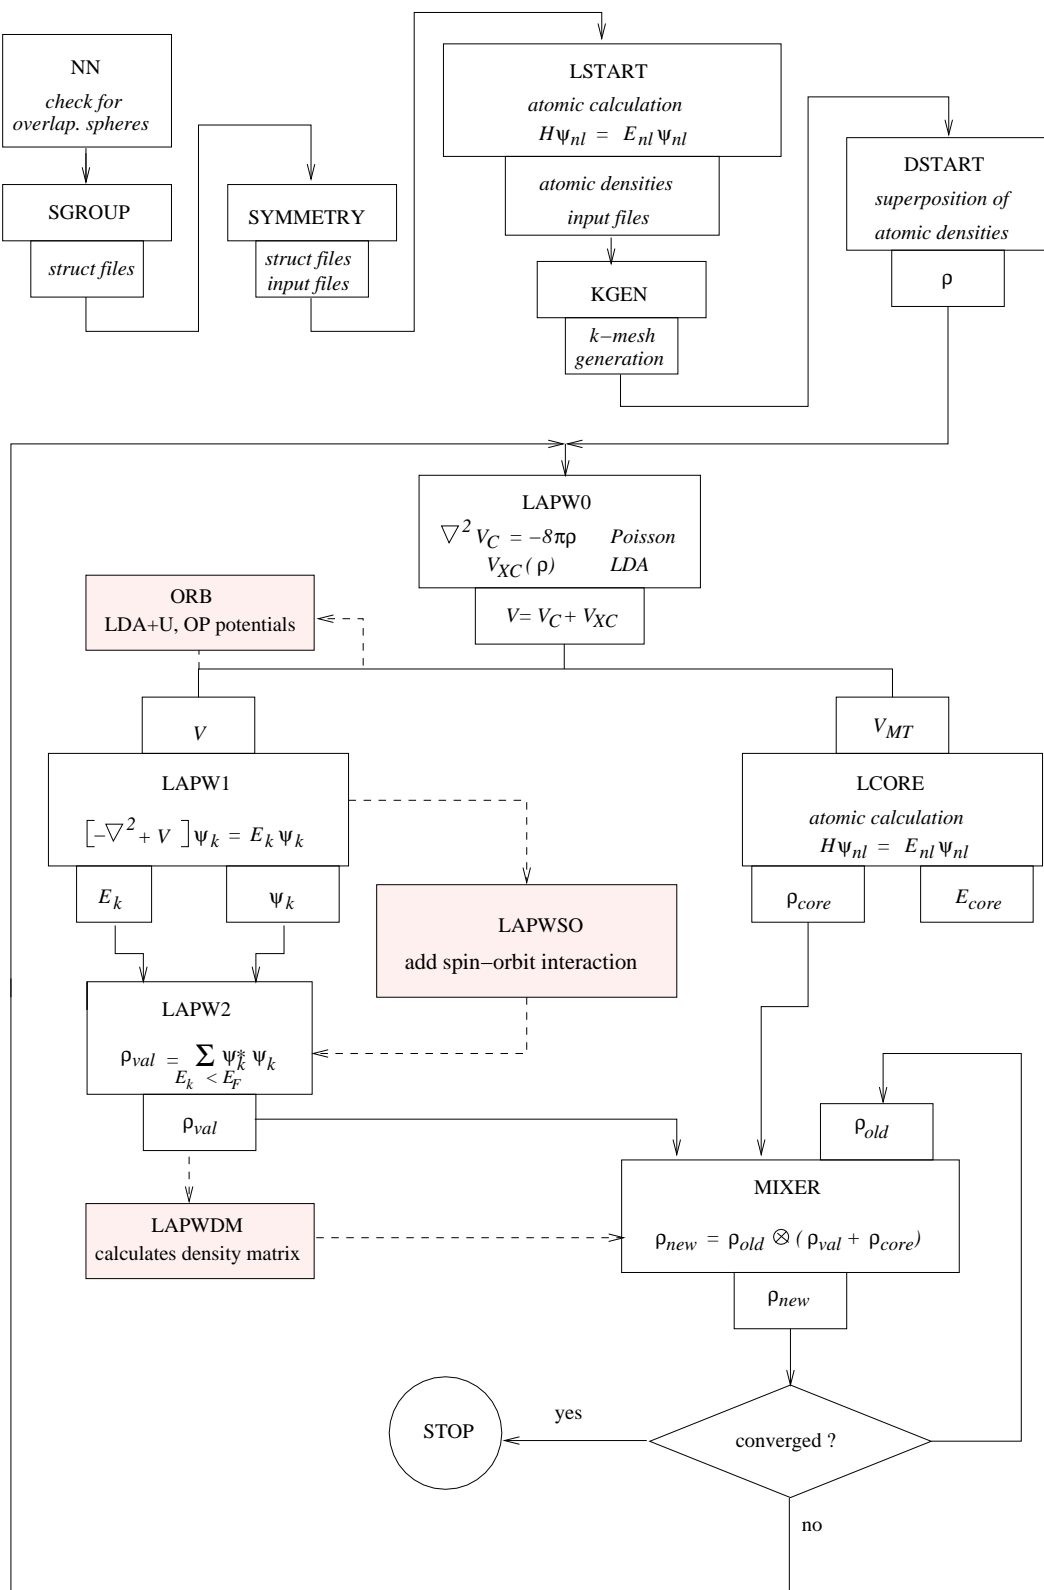 NN
check for
overlap. spheres
SGROUP
struct files
SYMMETRY
struct files
input files
LSTART
atomic calculation
Hψnl = Enl ψnl
atomic densities
input files
KGEN
k−mesh
generation
DSTART
superposition of
atomic densities
ρ
LAPW0
▽² VC = −8πρ Poisson
VXC(ρ) LDA
V= VC + VXC
ORB
LDA+U, OP potentials
V
LAPW1
[−▽² + V ] ψk = Ek ψk
Ek
ψk
VMT
LCORE
atomic calculation
Hψnl = Enl ψnl
ρcore
Ecore
LAPWSO
add spin−orbit interaction
LAPW2
ρval = Σ ψk* ψk
Ek < EF
ρval
LAPWDM
calculates density matrix
ρold
MIXER
ρnew = ρold ⊗ (ρval + ρcore)
ρnew
converged ?
yes
STOP
no